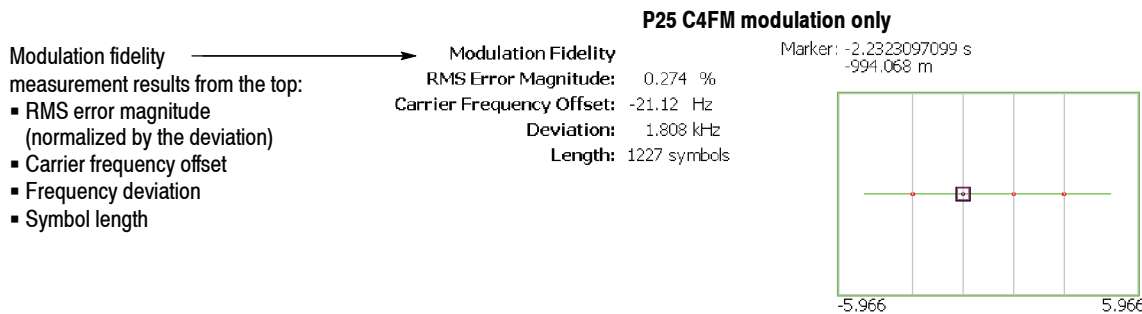 P25 C4FM modulation only
Modulation fidelity
measurement results from the top:
▪ RMS error magnitude
(normalized by the deviation)
▪ Carrier frequency offset
▪ Frequency deviation
▪ Symbol length
Modulation Fidelity
RMS Error Magnitude: 0.274 %
Carrier Frequency Offset: -21.12 Hz
Deviation: 1.808 kHz
Length: 1227 symbols
Marker: -2.2323097099 s
-994.068 m
-5.966 5.966